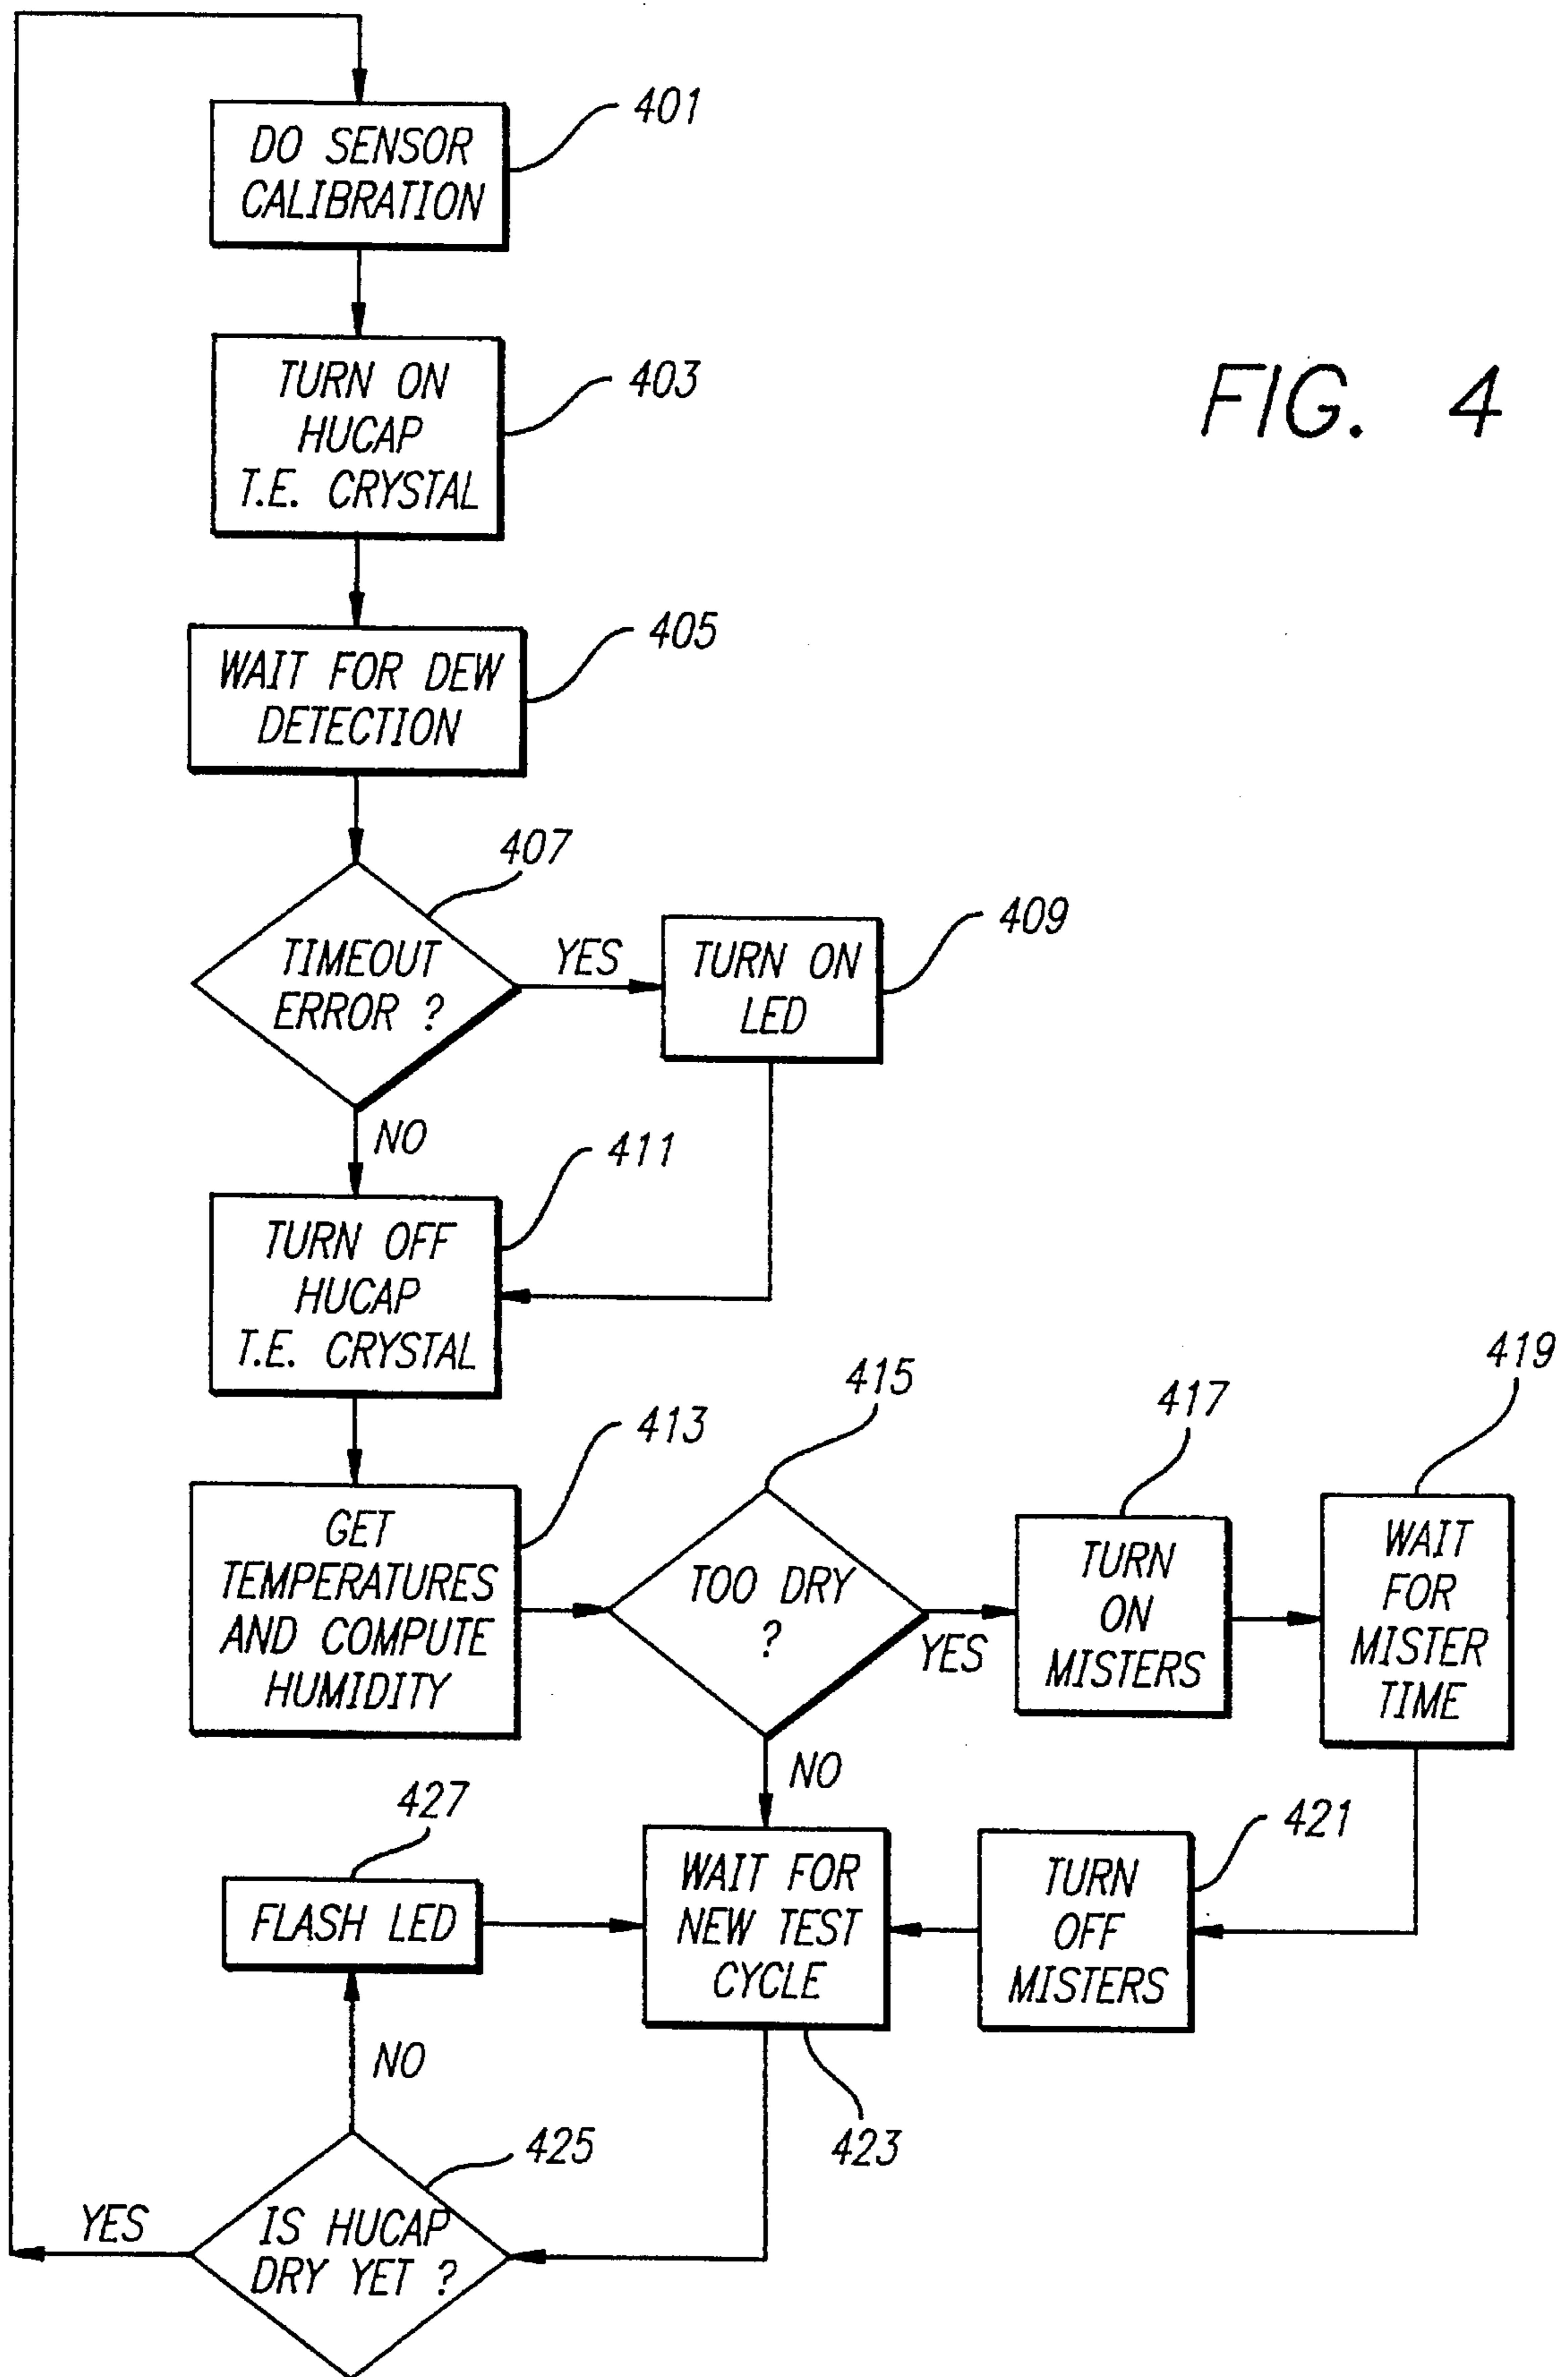 401
DO SENSOR
CALIBRATION
FIG. 4
403
TURN ON
HUCAP
T.E. CRYSTAL
405
WAIT FOR DEW
DETECTION
407
TIMEOUT
ERROR ?
YES
409
TURN ON
LED
NO
411
TURN OFF
HUCAP
T.E. CRYSTAL
413
GET
TEMPERATURES
AND COMPUTE
HUMIDITY
415
TOO DRY
?
YES
417
TURN
ON
MISTERS
419
WAIT
FOR
MISTER
TIME
NO
427
FLASH LED
WAIT FOR
NEW TEST
CYCLE
423
421
TURN
OFF
MISTERS
NO
425
IS HUCAP
DRY YET ?
YES